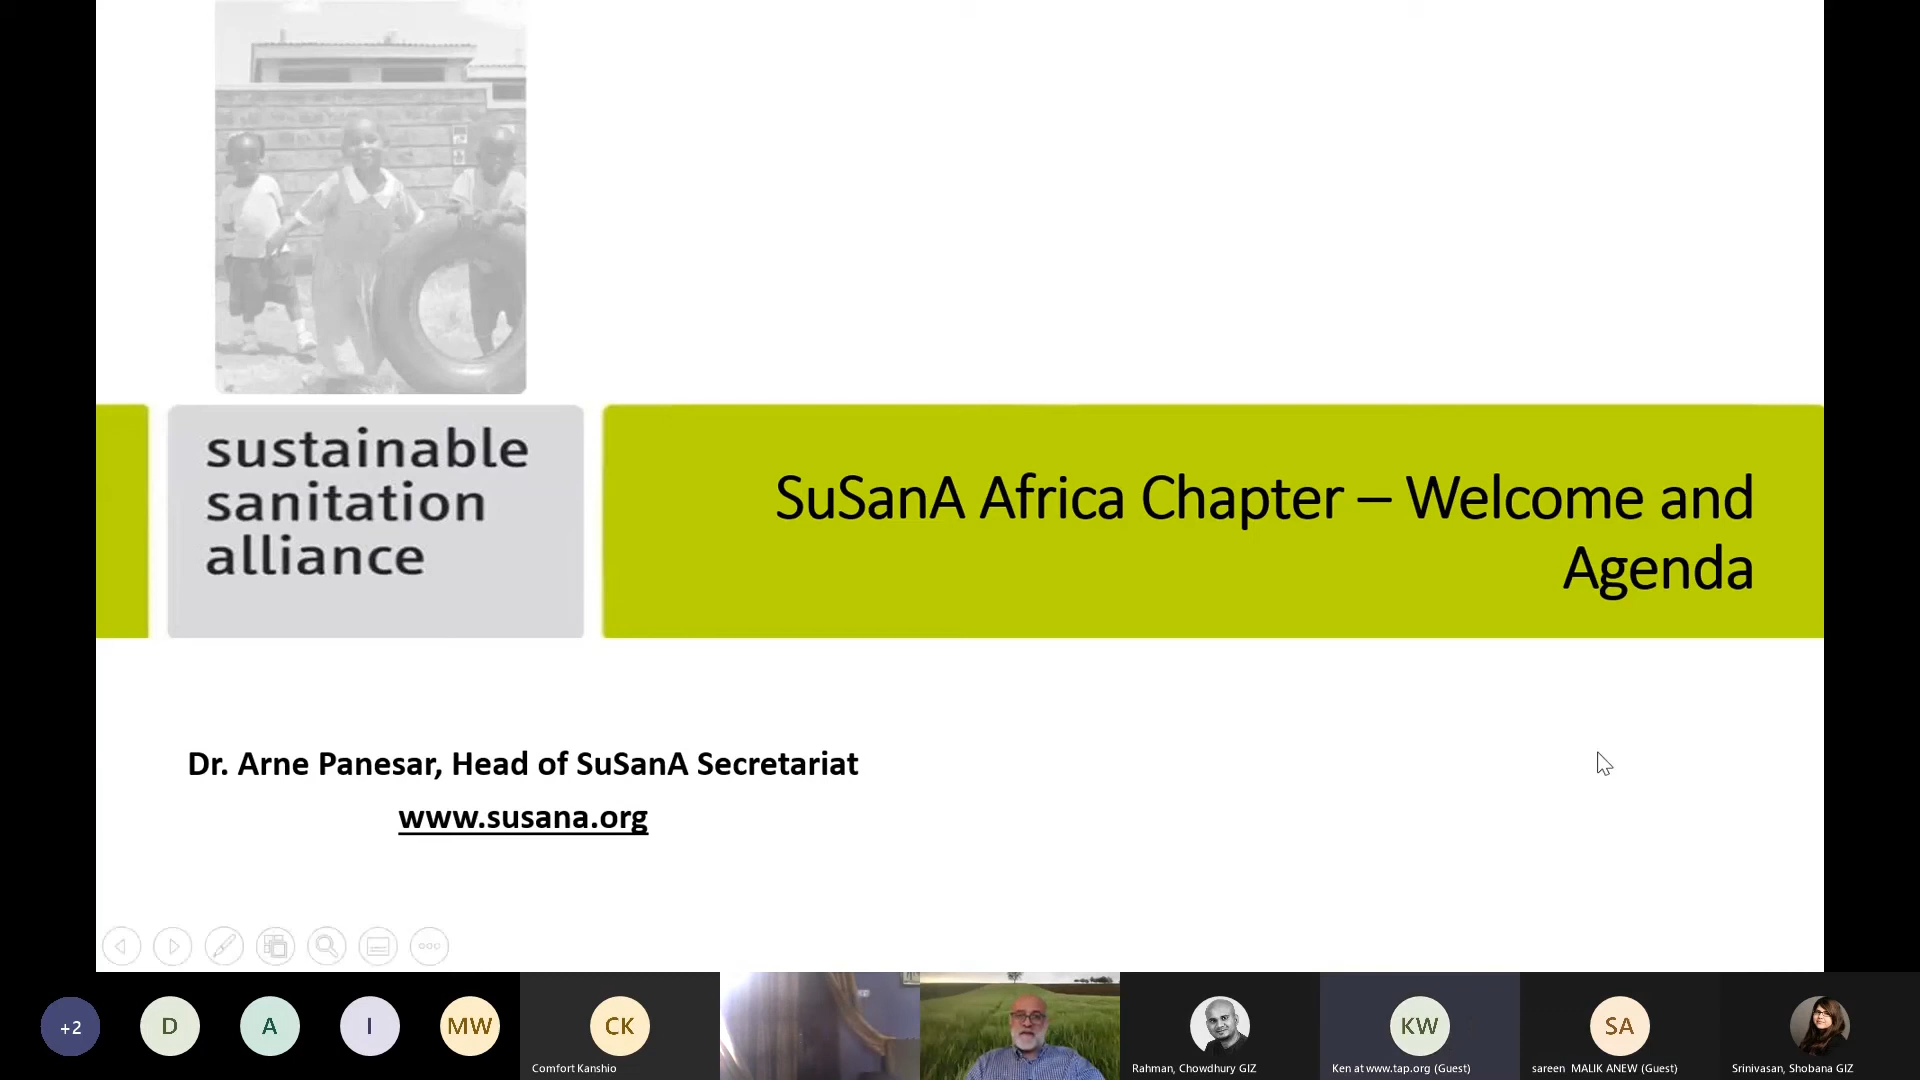 sustainable
sanitation
alliance
SuSanA Africa Chapter – Welcome and
Agenda
Dr. Arne Panesar, Head of SuSanA Secretariat
www.susana.org
+2
D
A
I
MW
CK
KW
SA
Comfort Kanshio
Rahman, Chowdhury GIZ
Ken at www.tap.org (Guest)
sareen MALIK ANEW (Guest)
Srinivasan, Shobana GIZ